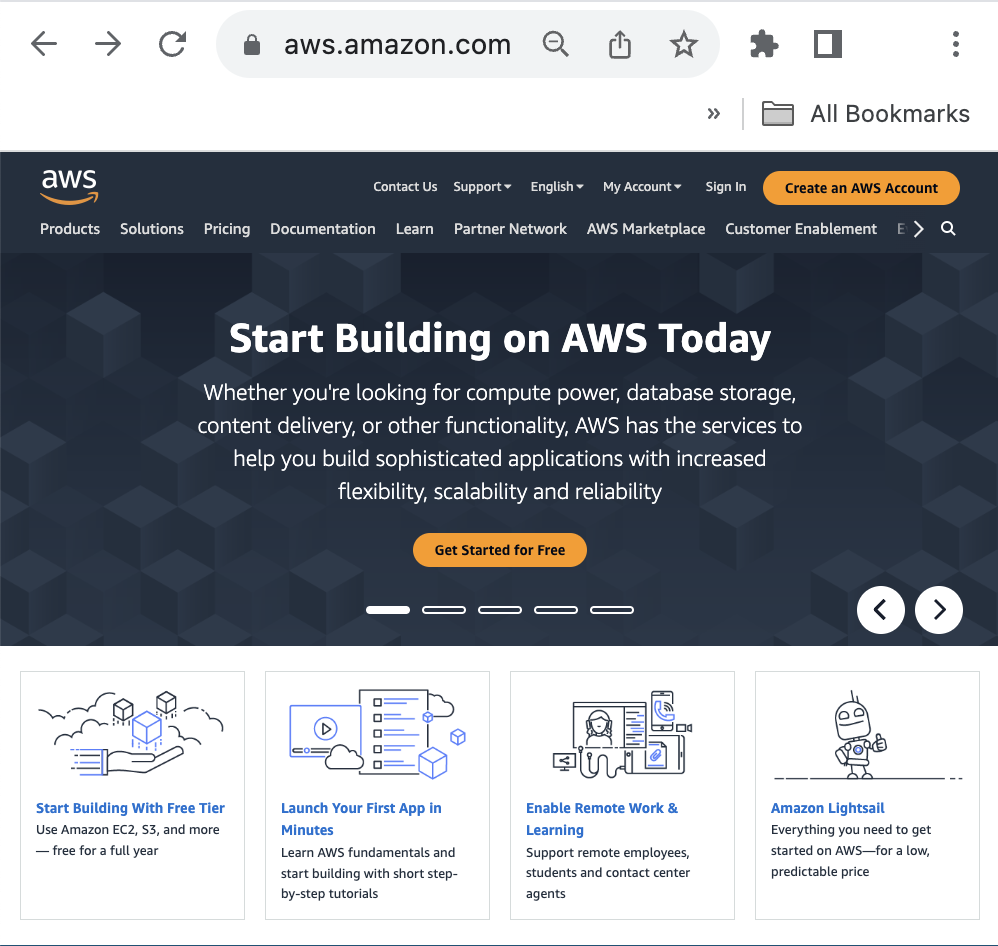 aws.amazon.com
» All Bookmarks
aws
Contact Us Support English My Account Sign In Create an AWS Account
Products Solutions Pricing Documentation Learn Partner Network AWS Marketplace Customer Enablement
Start Building on AWS Today
Whether you're looking for compute power, database storage,
content delivery, or other functionality, AWS has the services to
help you build sophisticated applications with increased
flexibility, scalability and reliability
Get Started for Free
Start Building With Free Tier
Use Amazon EC2, S3, and more
— free for a full year
Launch Your First App in
Minutes
Learn AWS fundamentals and
start building with short step-
by-step tutorials
Enable Remote Work &
Learning
Support remote employees,
students and contact center
agents
Amazon Lightsail
Everything you need to get
started on AWS—for a low,
predictable price